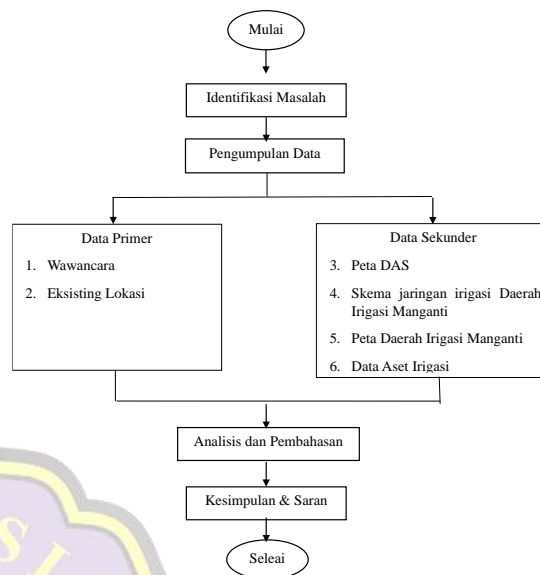 Mulai
Identifikasi Masalah
Pengumpulan Data
Data Primer
1. Wawancara
2. Eksisting Lokasi
Data Sekunder
3. Peta DAS
4. Skema jaringan irigasi Daerah
Irigasi Manganti
5. Peta Daerah Irigasi Manganti
6. Data Aset Irigasi
Analisis dan Pembahasan
Kesimpulan & Saran
Seleai
S I